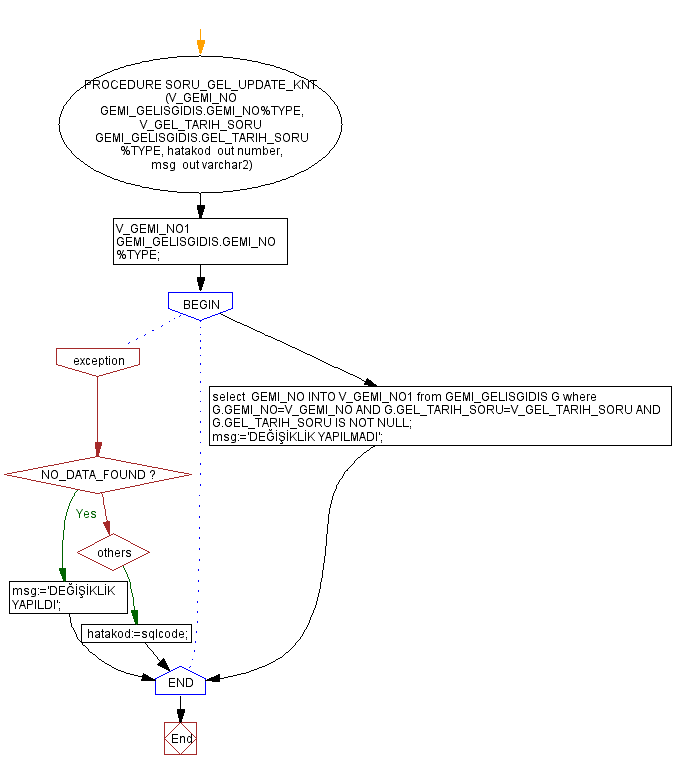 PROCEDURE SORU_GEL_UPDATE_KNT
(V_GEMI_NO
GEMI_GELISGIDIS.GEMI_NO%TYPE,
V_GEL_TARIH_SORU
GEMI_GELISGIDIS.GEL_TARIH_SORU
%TYPE, hatakod out number,
msg out varchar2)
V_GEMI_NO1
GEMI_GELISGIDIS.GEMI_NO
%TYPE;
BEGIN
exception
select GEMI_NO INTO V_GEMI_NO1 from GEMI_GELISGIDIS G where
G.GEMI_NO=V_GEMI_NO AND G.GEL_TARIH_SORU=V_GEL_TARIH_SORU AND
G.GEL_TARIH_SORU IS NOT NULL;
msg:='DEĞİŞİKLİK YAPILMADI';
NO_DATA_FOUND ?
Yes
others
msg:='DEĞİŞİKLİK
YAPILDI';
hatakod:=sqlcode;
END
End